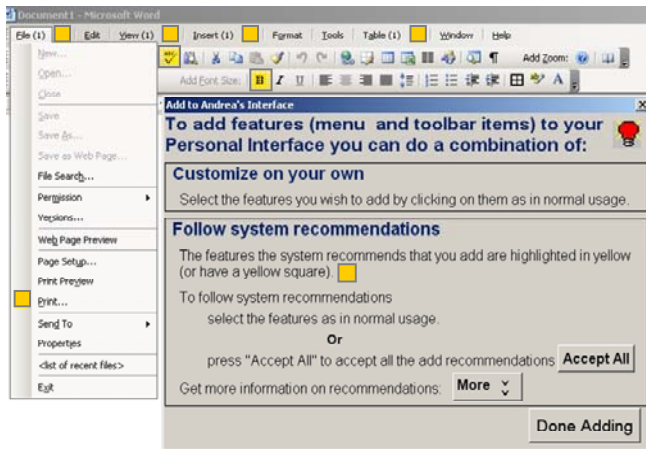 Document1 - Microsoft Word
File (1) Edit View (1) Insert (1) Format Tools Table (1) Window Help
New...
Open...
Close
Save
Save As...
Save as Web Page...
File Search...
Permission
Versions...
Web Page Preview
Page Setup...
Print Preview
Print...
Send To
Properties
<list of recent files>
Exit
Add Zoom:
Add Font Size: B I U
A
Add to Andrea's Interface X
To add features (menu and toolbar items) to your
Personal Interface you can do a combination of:
Customize on your own
Select the features you wish to add by clicking on them as in normal usage.
Follow system recommendations
The features the system recommends that you add are highlighted in yellow
(or have a yellow square).
To follow system recommendations
select the features as in normal usage.
Or
press "Accept All" to accept all the add recommendations Accept All
Get more information on recommendations: More
Done Adding